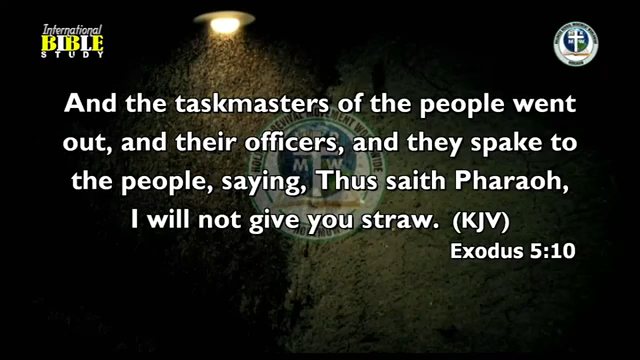 International
BIBLE
STUDY
And the taskmasters of the people went
out, and their officers, and they spake to
the people, saying, Thus saith Pharaoh,
I will not give you straw. (KJV)
Exodus 5:10